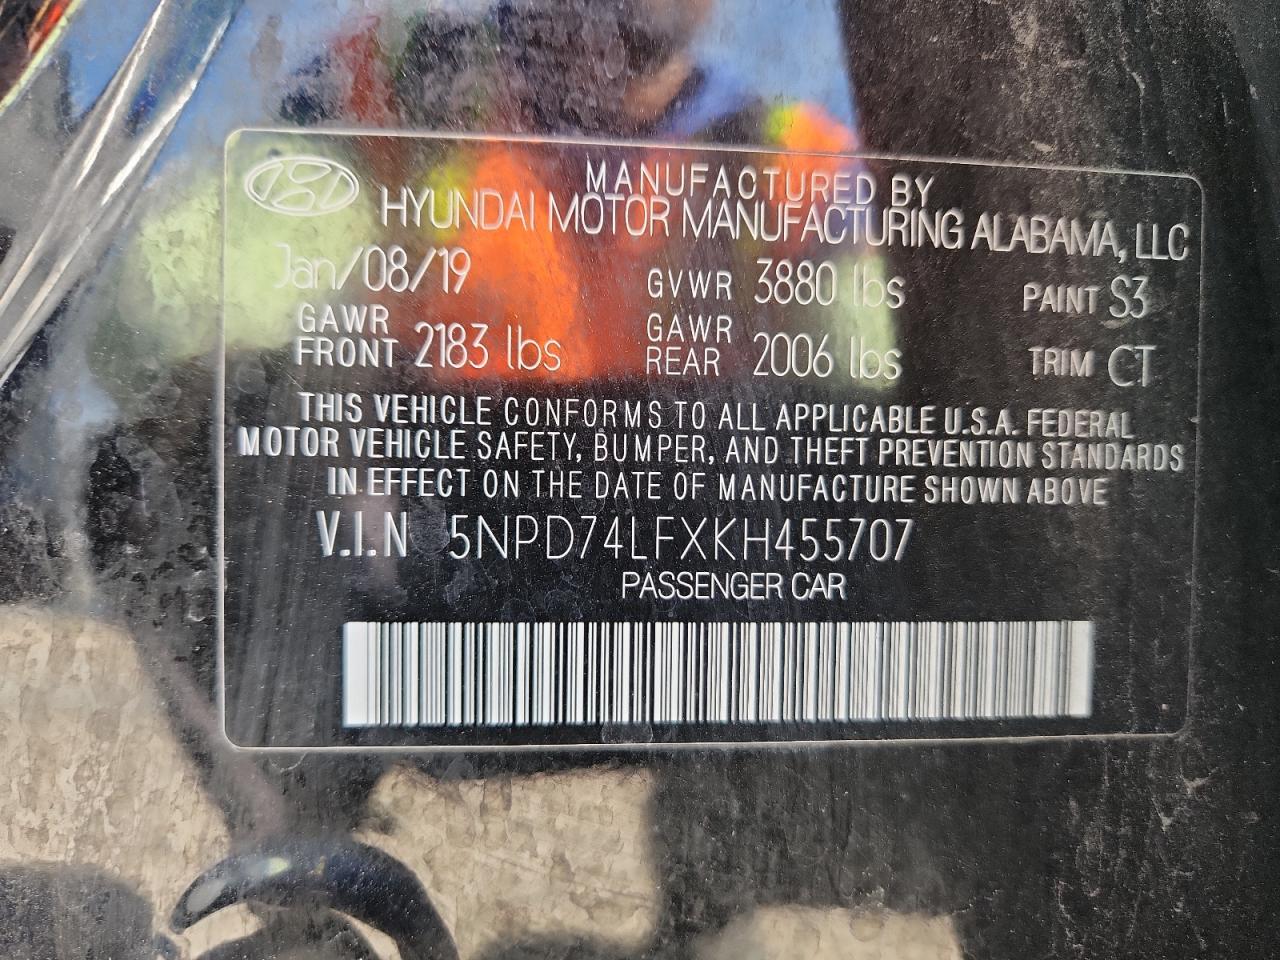 MANUFACTURED BY
HYUNDAI MOTOR MANUFACTURING ALABAMA, LLC
Jan/08/19 GVWR 3880 lbs PAINT S3
GAWR FRONT 2183 lbs GAWR REAR 2006 lbs TRIM CT
THIS VEHICLE CONFORMS TO ALL APPLICABLE U.S.A. FEDERAL
MOTOR VEHICLE SAFETY, BUMPER, AND THEFT PREVENTION STANDARDS
IN EFFECT ON THE DATE OF MANUFACTURE SHOWN ABOVE
V.I.N 5NPD74LFXKH455707
PASSENGER CAR